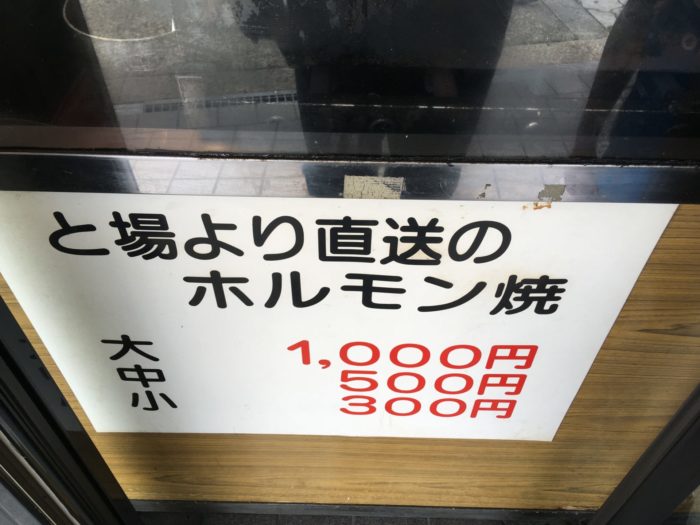 と場より直送の
ホルモン焼
大 1,000円
中 500円
小 300円